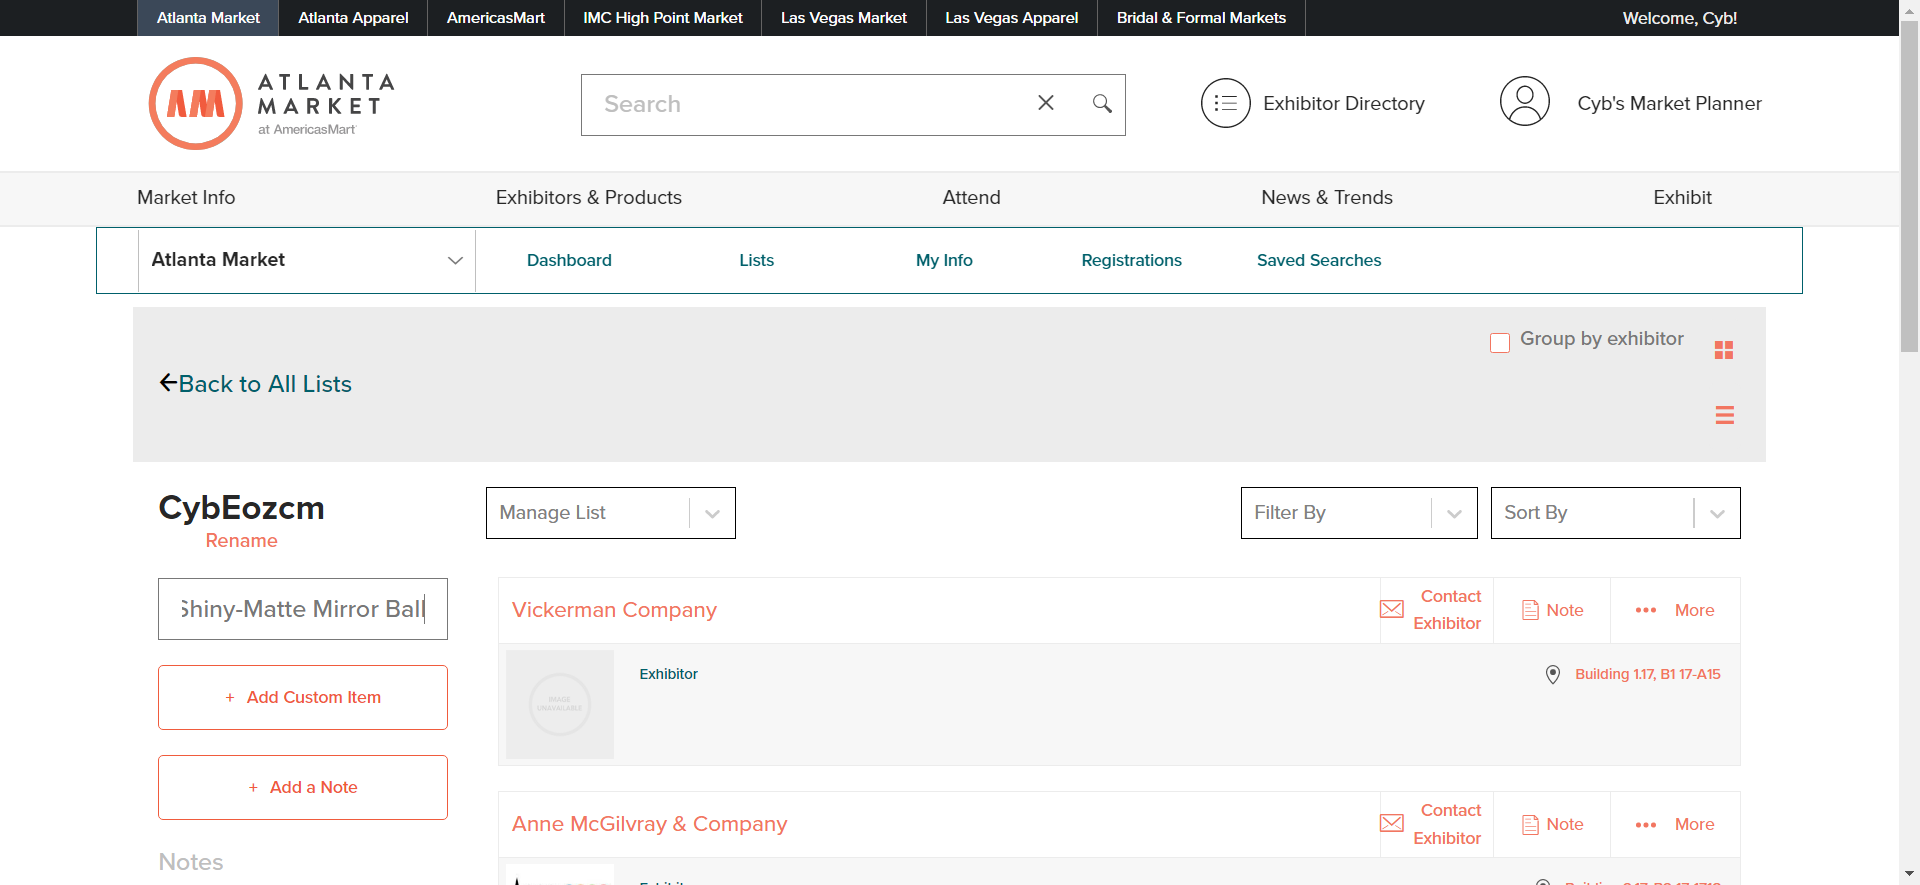 Atlanta Market
Atlanta Apparel
AmericasMart
IMC High Point Market
Las Vegas Market
Las Vegas Apparel
Bridal & Formal Markets
Welcome, Cyb!
AM
ATLANTA
MARKET
at AmericasMart
Search
Exhibitor Directory
Cyb's Market Planner
Market Info
Exhibitors & Products
Attend
News & Trends
Exhibit
Atlanta Market
Dashboard
Lists
My Info
Registrations
Saved Searches
Group by exhibitor
Back to All Lists
CybEozcm
Rename
Manage List
Filter By
Sort By
Shiny-Matte Mirror Ball
+ Add Custom Item
+ Add a Note
Notes
Vickerman Company
Contact
Exhibitor
Note
More
IMAGE
UNAVAILABLE
Exhibitor
Building 1.17, B1 17-A15
Anne McGilvray & Company
Contact
Exhibitor
Note
More